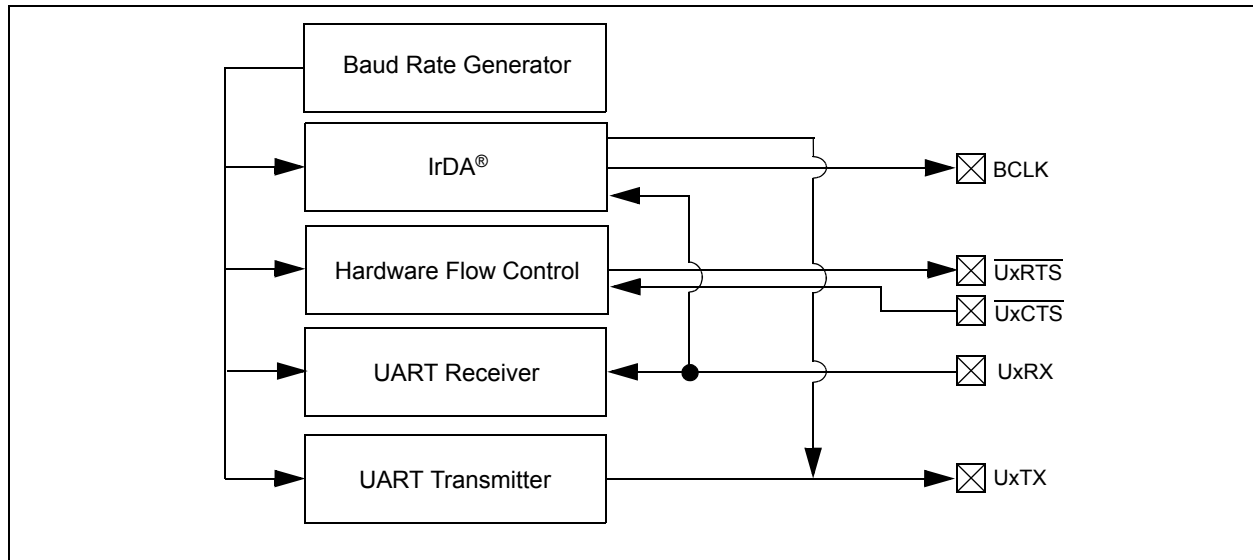 Baud Rate Generator
IrDA®
BCLK
Hardware Flow Control
UxRTS
UxCTS
UART Receiver
UxRX
UART Transmitter
UxTX